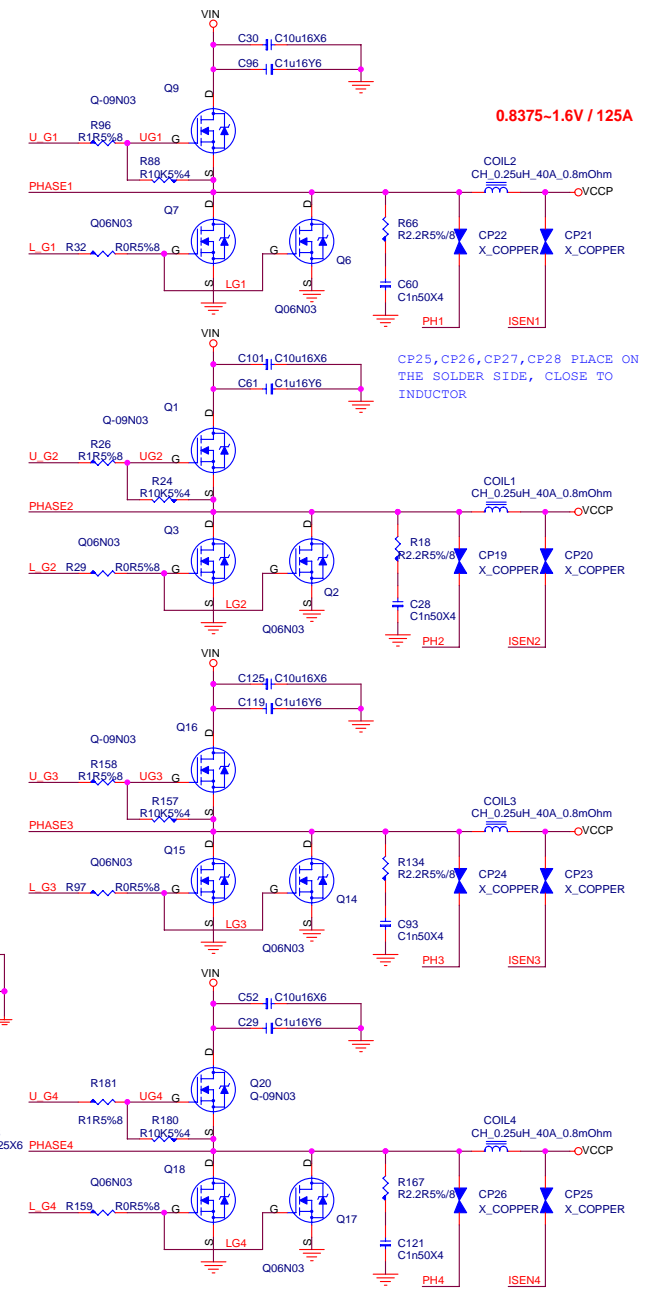 VIN
C30 C10u16X6
C96 C1u16Y6
Q9
D
Q-09N03
0.8375~1.6V / 125A
R96
U_G1 R1R5%8 UG1 G
R88
R10K5%4 S
COIL2
CH_0.25uH_40A_0.8mOhm
PHASE1
VCCP
Q7 D D
Q06N03
R66
R2.2R5%/8
CP22
X_COPPER
CP21
X_COPPER
L_G1 R32 R0R5%8 G G
Q6
S LG1 S
C60
C1n50X4
Q06N03
PH1 ISEN1
VIN
C101 C10u16X6
C61 C1u16Y6
CP25,CP26,CP27,CP28 PLACE ON
THE SOLDER SIDE, CLOSE TO
INDUCTOR
Q1
D
Q-09N03
R26
U_G2 R1R5%8 UG2 G
R24
R10K5%4 S
COIL1
CH_0.25uH_40A_0.8mOhm
PHASE2
VCCP
Q3 D D
Q06N03
R18
R2.2R5%/8
CP19
X_COPPER
CP20
X_COPPER
L_G2 R29 R0R5%8 G G
Q2
S LG2 S
C28
C1n50X4
Q06N03
PH2 ISEN2
VIN
C125 C10u16X6
C119 C1u16Y6
Q16
D
Q-09N03
R158
U_G3 R1R5%8 UG3 G
R157
R10K5%4 S
COIL3
CH_0.25uH_40A_0.8mOhm
PHASE3
VCCP
Q15 D D
Q06N03
R134
R2.2R5%/8
CP24
X_COPPER
CP23
X_COPPER
L_G3 R97 R0R5%8 G G
Q14
S LG3 S
C93
C1n50X4
Q06N03
PH3 ISEN3
VIN
C52 C10u16X6
C29 C1u16Y6
D
R181
Q20
Q-09N03
U_G4 UG4 G
R1R5%8 R180
R10K5%4 S
COIL4
CH_0.25uH_40A_0.8mOhm
25X6 PHASE4
VCCP
Q18 D D
Q06N03
R167
R2.2R5%/8
CP26
X_COPPER
CP25
X_COPPER
L_G4 R159 R0R5%8 G G
Q17
S LG4 S
C121
C1n50X4
Q06N03
PH4 ISEN4